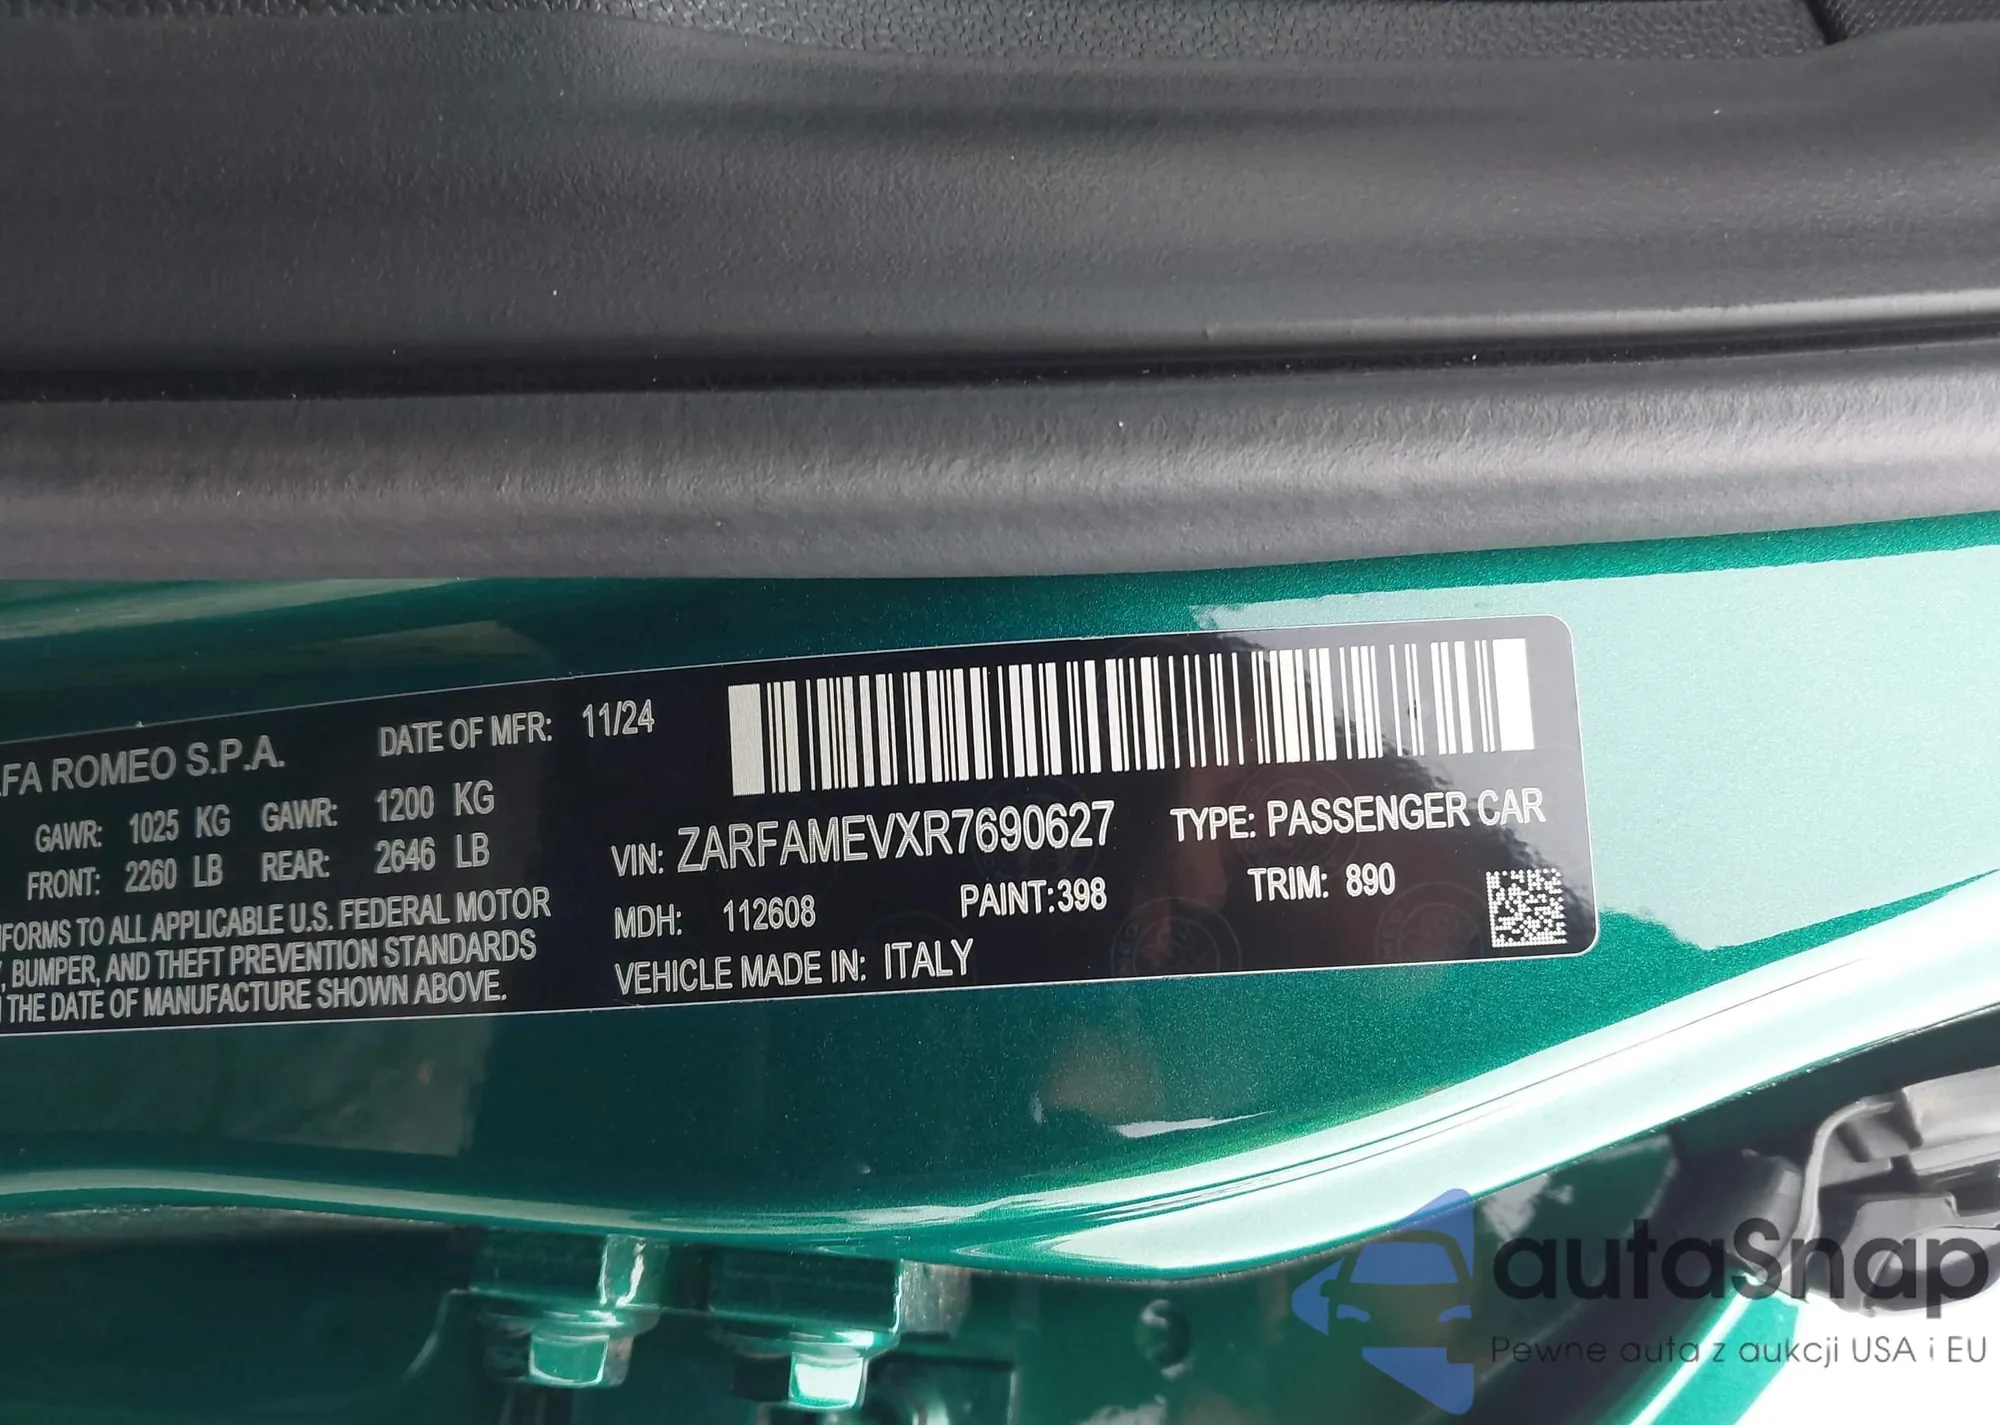 LFA ROMEO S.P.A. DATE OF MFR: 11/24
GAWR: 1025 KG GAWR: 1200 KG
FRONT: 2260 LB REAR: 2646 LB
FORMS TO ALL APPLICABLE U.S. FEDERAL MOTOR
, BUMPER, AND THEFT PREVENTION STANDARDS
THE DATE OF MANUFACTURE SHOWN ABOVE.
VIN: ZARFAMEVXR7690627 TYPE: PASSENGER CAR
MDH: 112608 PAINT:398 TRIM: 890
VEHICLE MADE IN: ITALY
autaSnap
Pewne auta z aukcji USA i EU